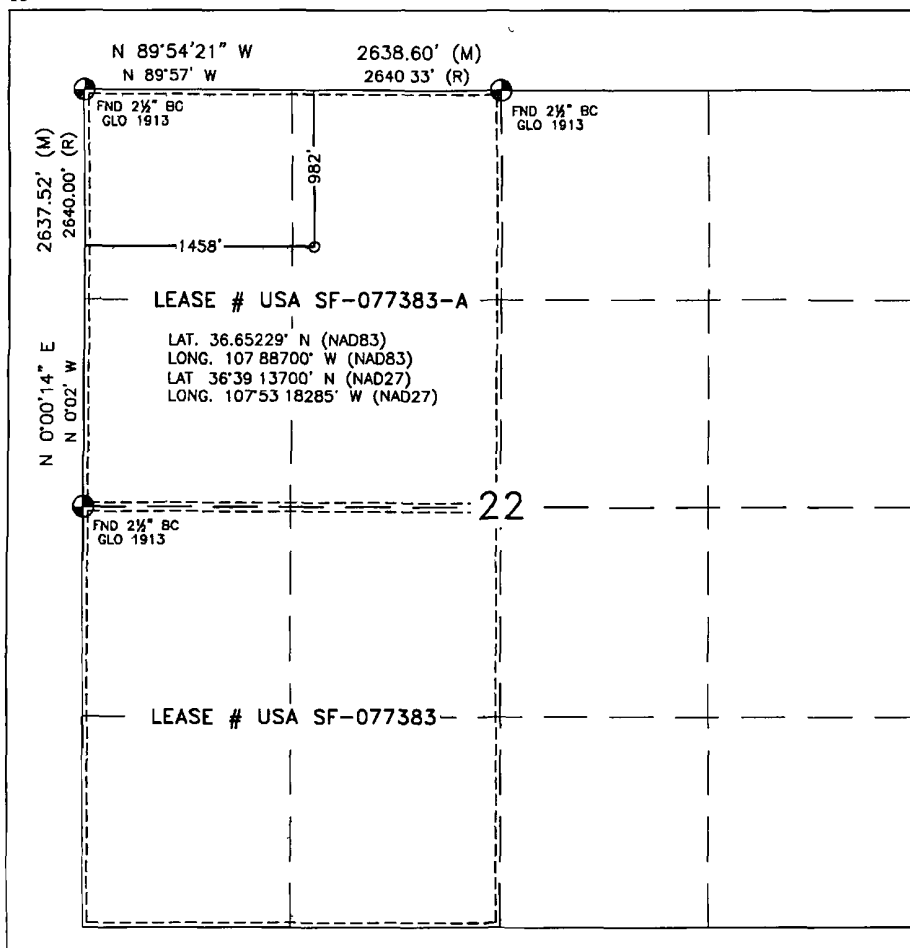 N 89°54'21" W 2638.60' (M)
N 89°57' W 2640 33' (R)
FND 2½" BC
GLO 1913
FND 2½" BC
GLO 1913
2637.52' (M)
2640.00' (R)
982'
1458'
LEASE # USA SF-077383-A
LAT. 36.65229° N (NAD83)
LONG. 107 88700° W (NAD83)
LAT 36°39 13700' N (NAD27)
LONG. 107°53 18285' W (NAD27)
N 0°00'14" E
N 0°02' W
22
FND 2½" BC
GLO 1913
LEASE # USA SF-077383